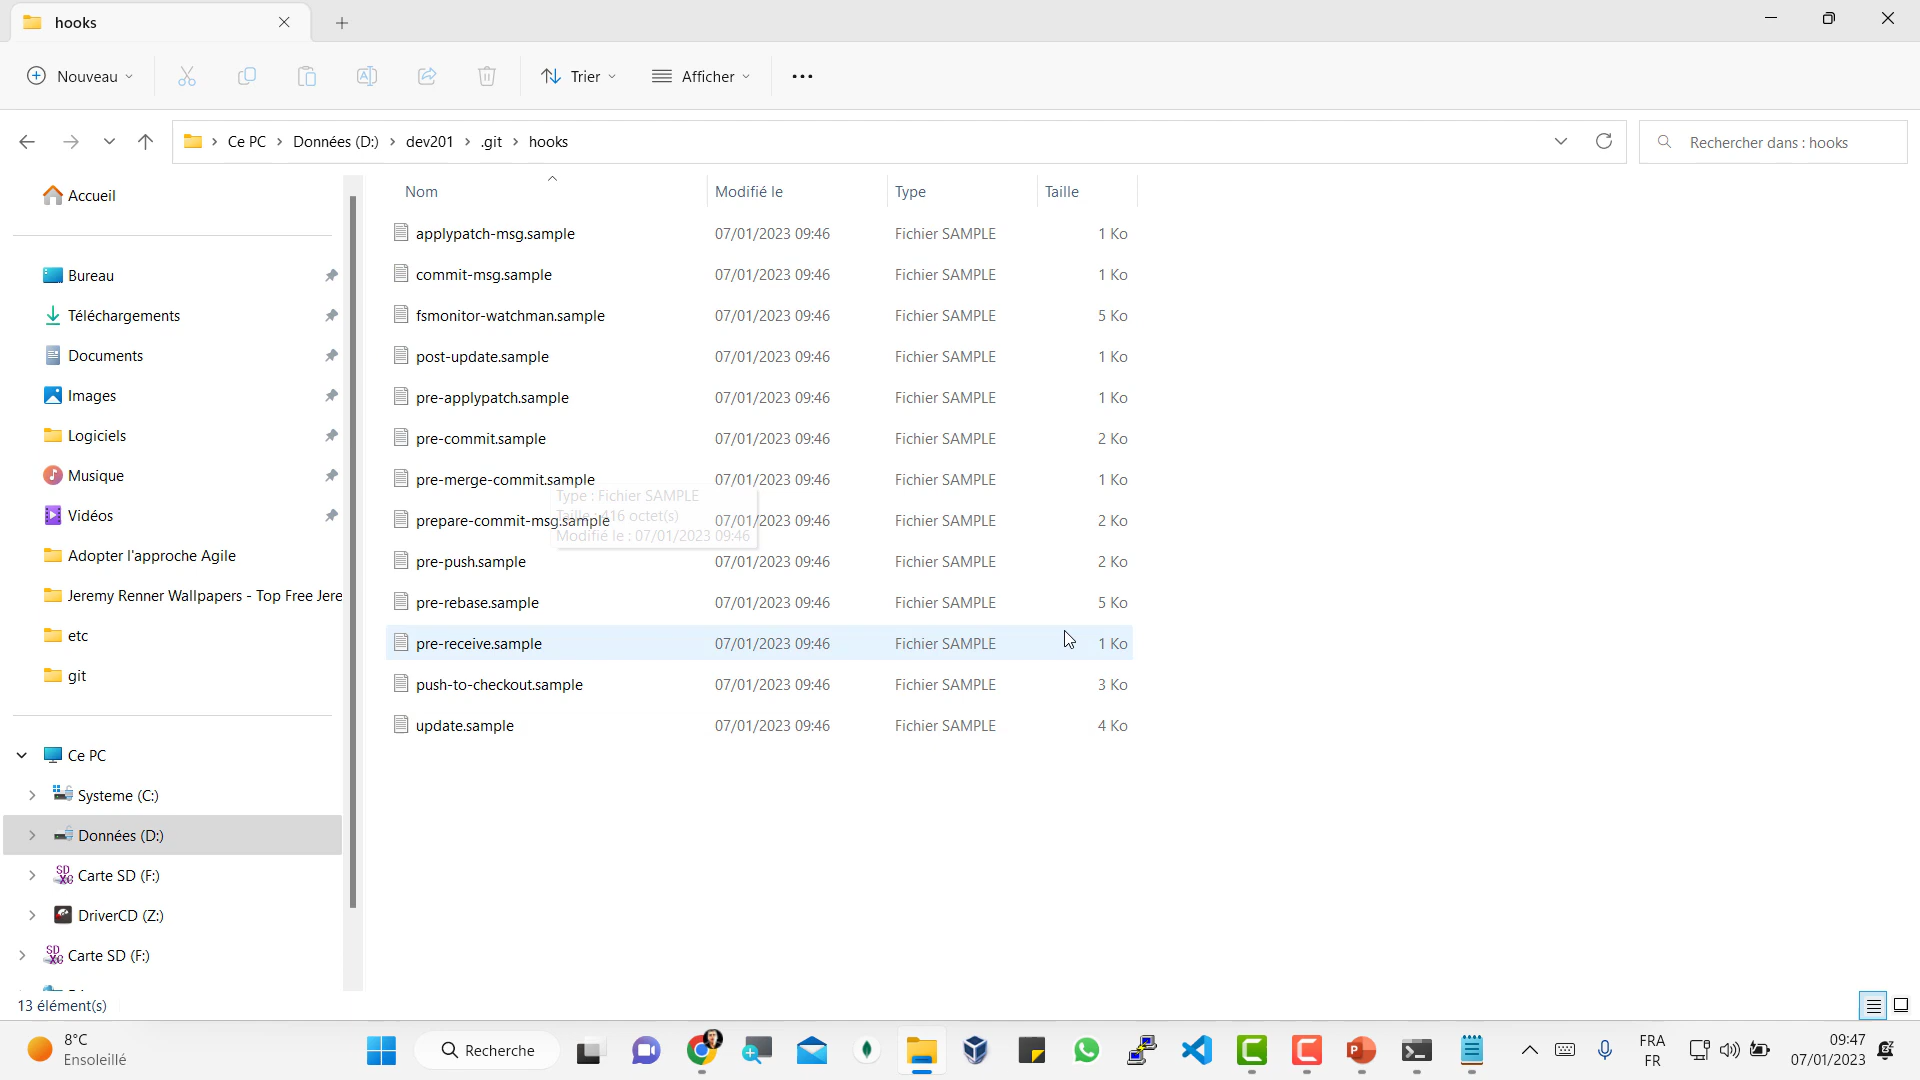 hooks
Nouveau
Trier
Afficher
Ce PC > Données (D:) > dev201 > .git > hooks
Rechercher dans : hooks
Accueil
Bureau
Téléchargements
Documents
Images
Logiciels
Musique
Vidéos
Adopter l'approche Agile
Jeremy Renner Wallpapers - Top Free Jere
etc
git
Ce PC
Systeme (C:)
Données (D:)
Carte SD (F:)
DriverCD (Z:)
Carte SD (F:)
Nom Modifié le Type Taille
applypatch-msg.sample 07/01/2023 09:46 Fichier SAMPLE 1 Ko
commit-msg.sample 07/01/2023 09:46 Fichier SAMPLE 1 Ko
fsmonitor-watchman.sample 07/01/2023 09:46 Fichier SAMPLE 5 Ko
post-update.sample 07/01/2023 09:46 Fichier SAMPLE 1 Ko
pre-applypatch.sample 07/01/2023 09:46 Fichier SAMPLE 1 Ko
pre-commit.sample 07/01/2023 09:46 Fichier SAMPLE 2 Ko
pre-merge-commit.sample 07/01/2023 09:46 Fichier SAMPLE 1 Ko
Type : Fichier SAMPLE
Taille : 416 octet(s)
Modifié le : 07/01/2023 09:46
prepare-commit-msg.sample 07/01/2023 09:46 Fichier SAMPLE 2 Ko
pre-push.sample 07/01/2023 09:46 Fichier SAMPLE 2 Ko
pre-rebase.sample 07/01/2023 09:46 Fichier SAMPLE 5 Ko
pre-receive.sample 07/01/2023 09:46 Fichier SAMPLE 1 Ko
push-to-checkout.sample 07/01/2023 09:46 Fichier SAMPLE 3 Ko
update.sample 07/01/2023 09:46 Fichier SAMPLE 4 Ko
13 élément(s)
8°C
Ensoleillé
Recherche
FRA
FR
09:47
07/01/2023